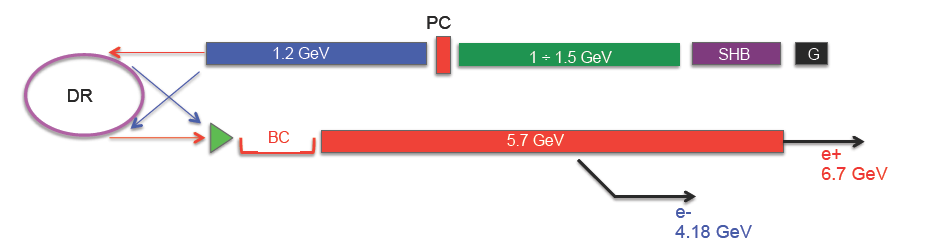 PC
1.2 GeV
1 ÷ 1.5 GeV
SHB
G
DR
BC
5.7 GeV
e+
6.7 GeV
e-
4.18 GeV